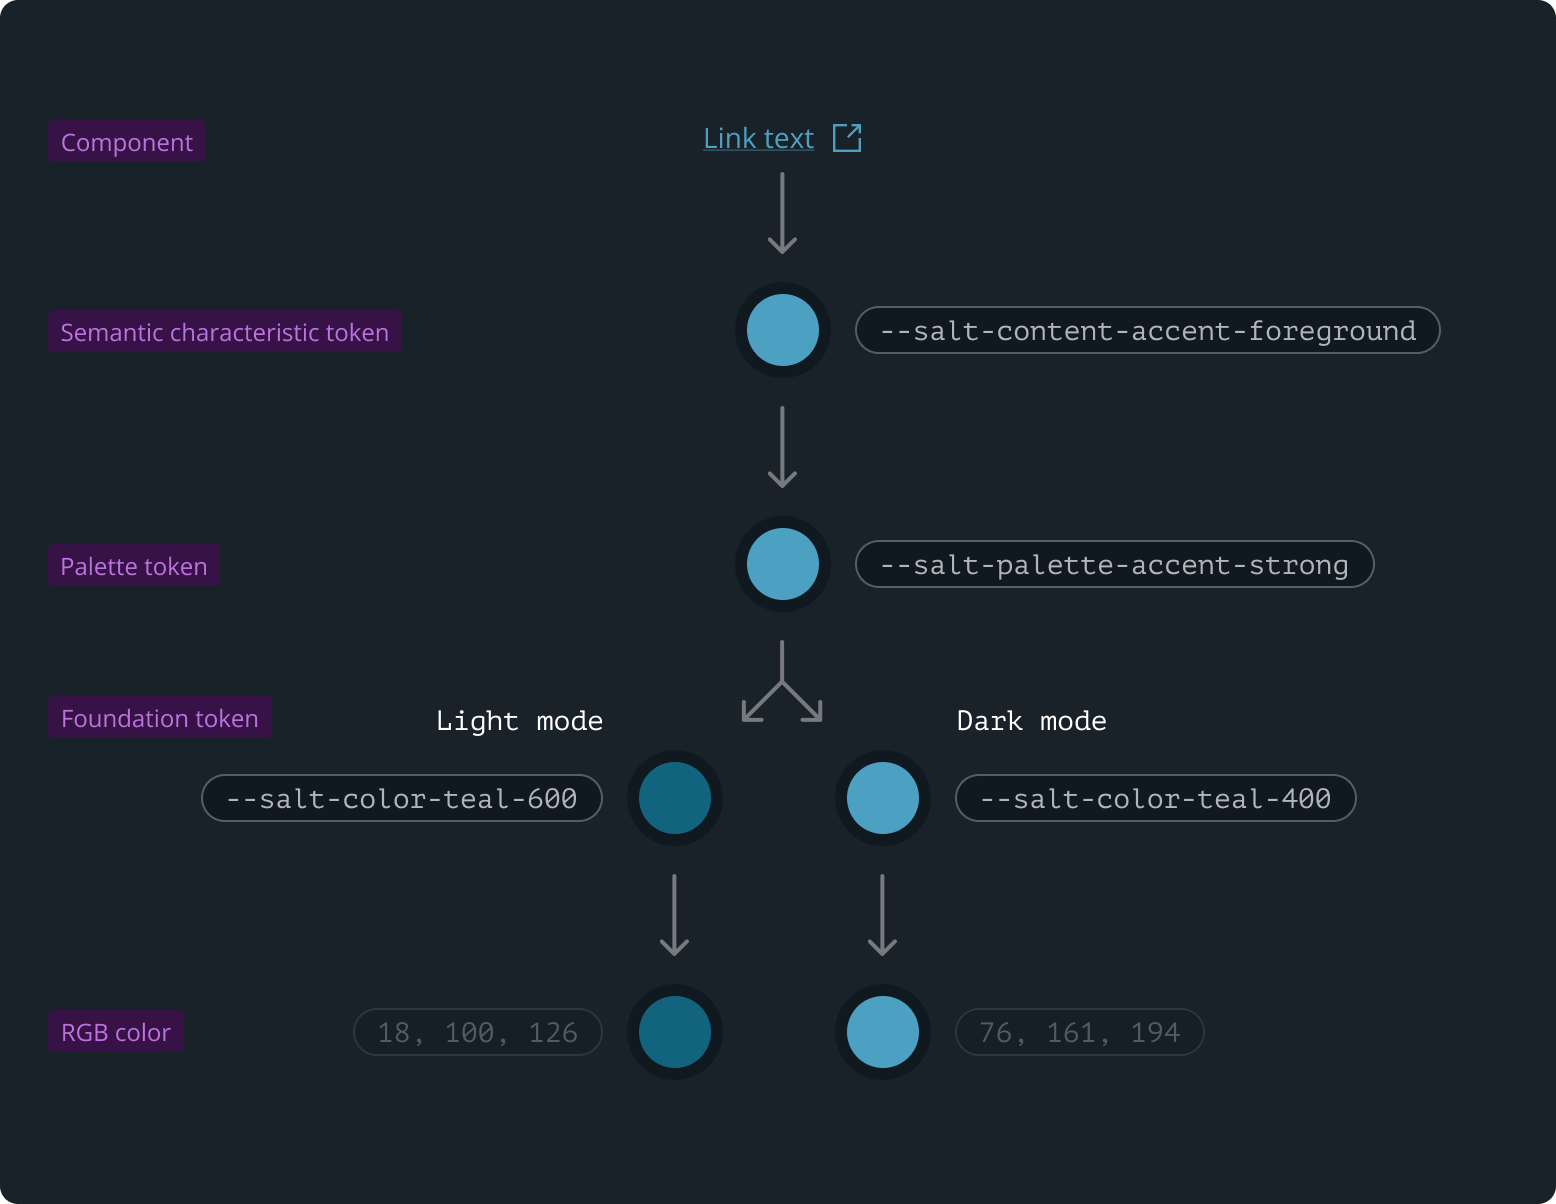 Component
Link text
Semantic characteristic token
--salt-content-accent-foreground
Palette token
--salt-palette-accent-strong
Foundation token
Light mode
Dark mode
--salt-color-teal-600
--salt-color-teal-400
RGB color
18, 100, 126
76, 161, 194